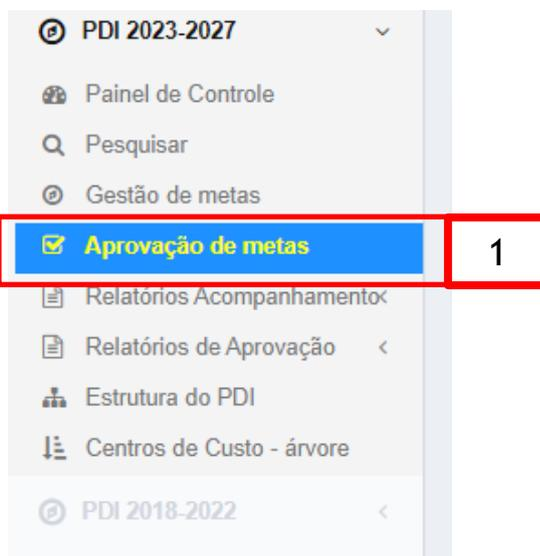 PDI 2023-2027
Painel de Controle
Pesquisar
Gestão de metas
Aprovação de metas
1
Relatórios Acompanhamento
Relatórios de Aprovação
Estrutura do PDI
Centros de Custo - árvore
PDI 2018-2022